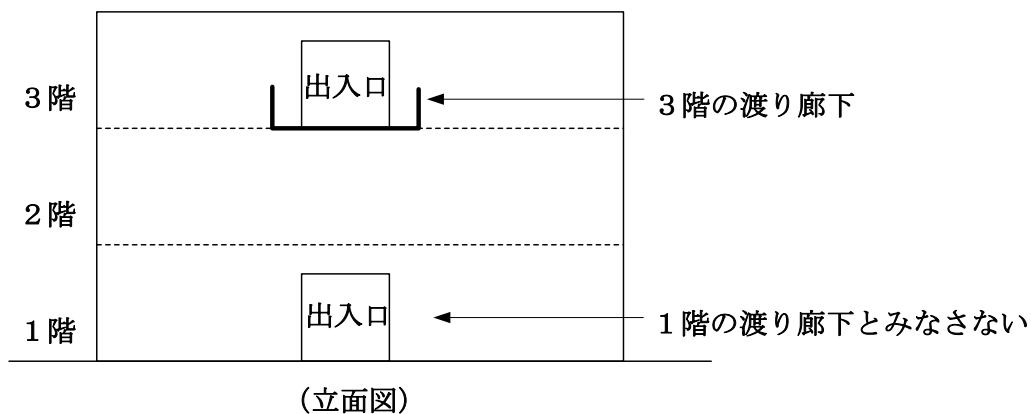 出入口
3階
3階の渡り廊下
2階
出入口
1階
1階の渡り廊下とみなさない
(立面図)